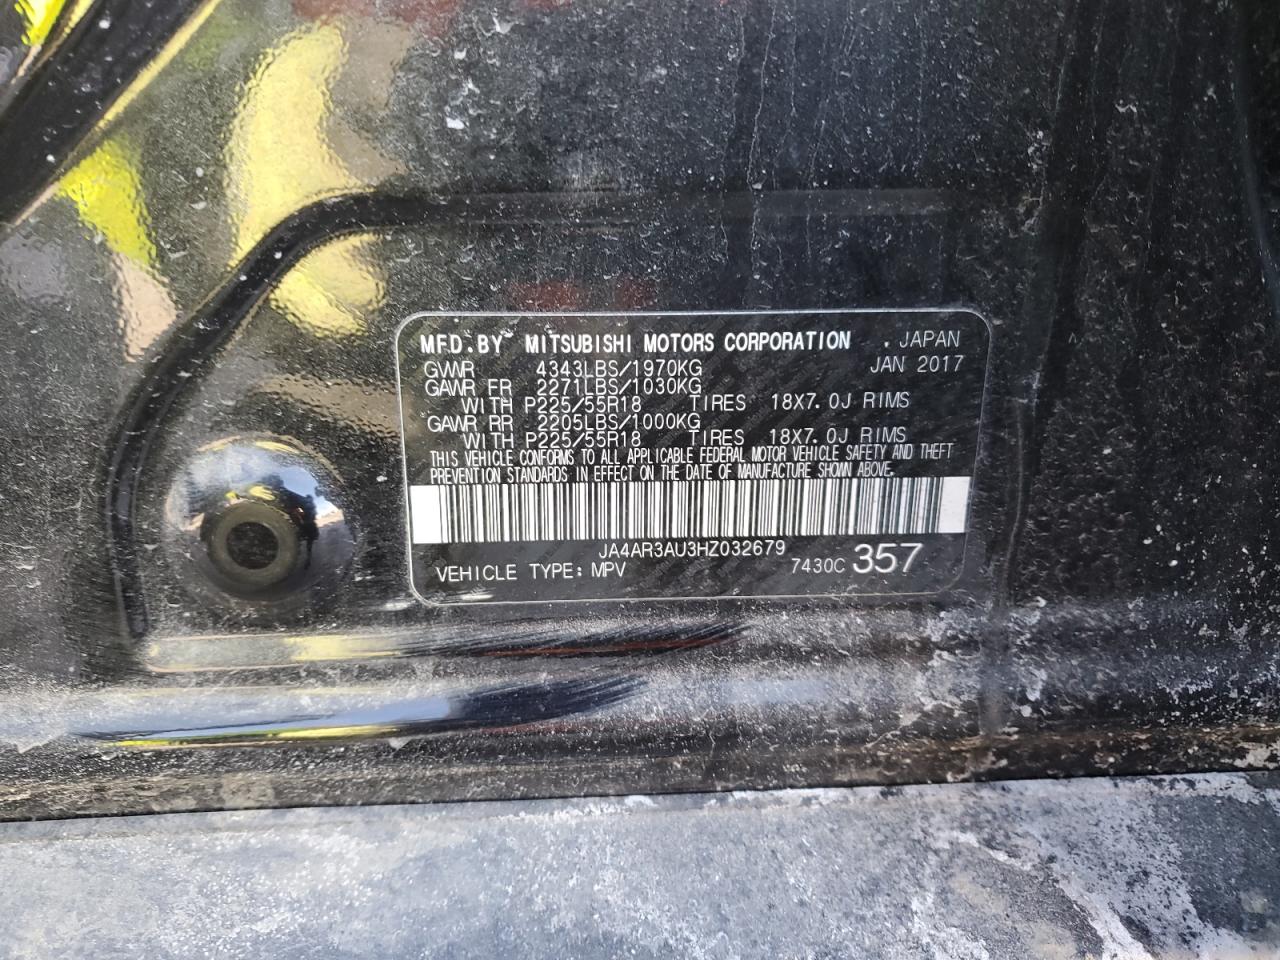 MFD.BY MITSUBISHI MOTORS CORPORATION . JAPAN
GVWR 4343LBS/1970KG JAN 2017
GAWR FR 2271LBS/1030KG
WITH P225/55R18 TIRES 18X7.0J RIMS
GAWR RR 2205LBS/1000KG
WITH P225/55R18 TIRES 18X7.0J RIMS
THIS VEHICLE CONFORMS TO ALL APPLICABLE FEDERAL MOTOR VEHICLE SAFETY AND THEFT
PREVENTION STANDARDS IN EFFECT ON THE DATE OF MANUFACTURE SHOWN ABOVE.
JA4AR3AU3HZ032679
VEHICLE TYPE: MPV 7430C 357